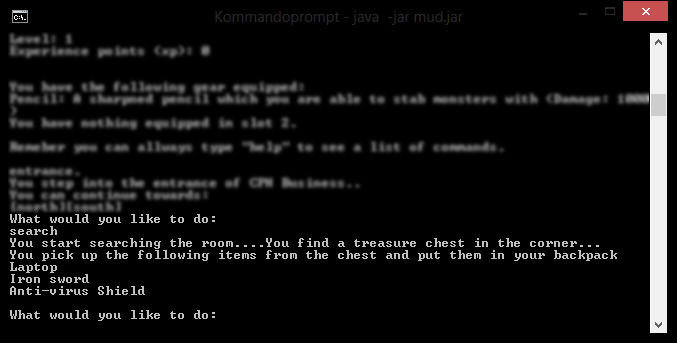 Kommandoprompt - java -jar mud.jar
Level: 1
Experience points (xp): 0
You have the following gear equipped:
Pencil: A sharpned pencil which you are able to stab monsters with (Damage: 1000
)
You have nothing equipped in slot 2.
Remeber you can allways type "help" to see a list of commands.
entrance.
You step into the entrance of CPH Business..
You can continue towards:
[north][south]
What would you like to do:
search
You start searching the room....You find a treasure chest in the corner...
You pick up the following items from the chest and put them in your backpack
Laptop
Iron sword
Anti-virus Shield
What would you like to do: